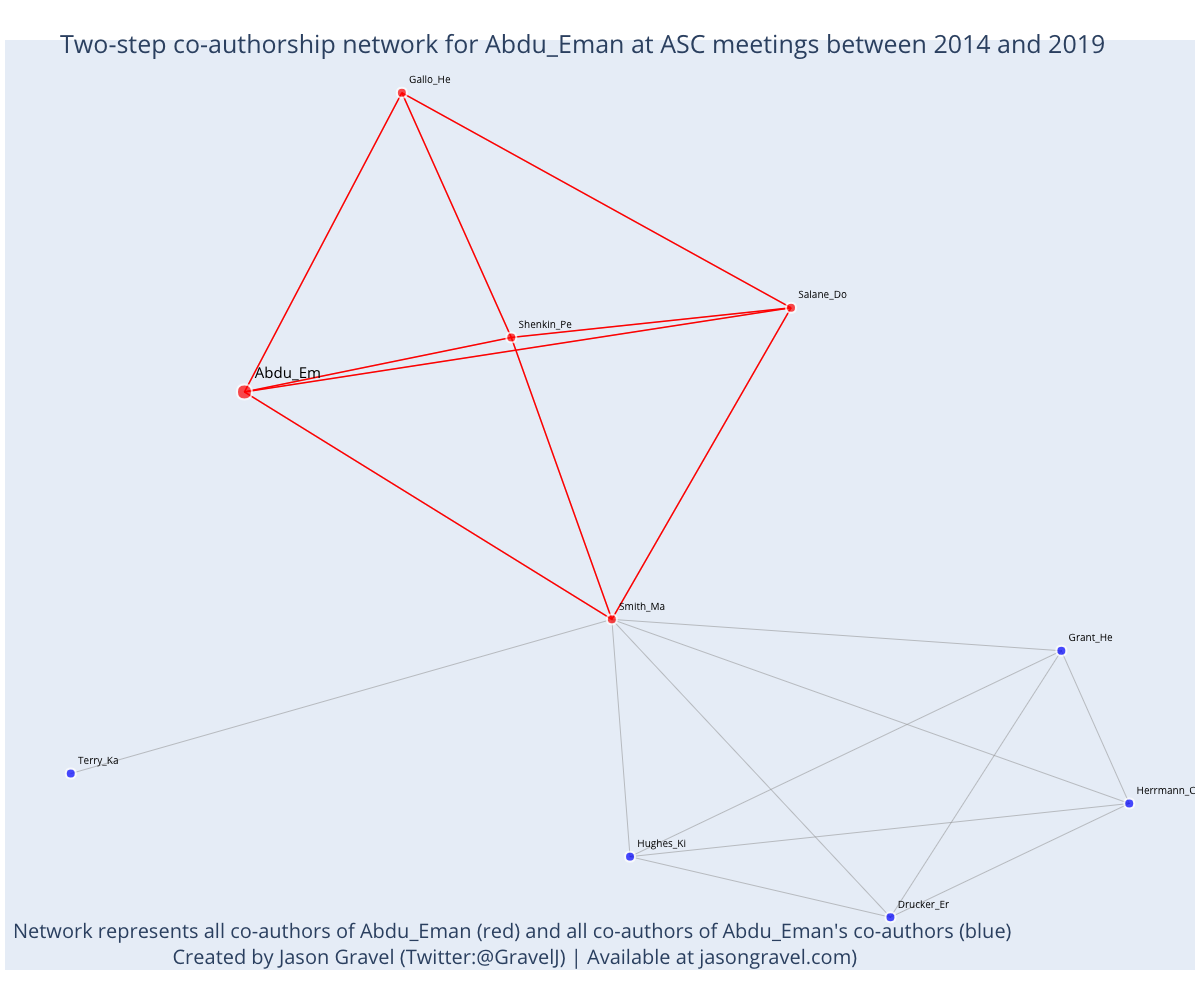 Two-step co-authorship network for Abdu_Eman at ASC meetings between 2014 and 2019
Gallo_He
Salane_Do
Shenkin_Pe
Abdu_Em
Smith_Ma
Grant_He
Terry_Ka
Herrmann_C
Hughes_Ki
Drucker_Er
Network represents all co-authors of Abdu_Eman (red) and all co-authors of Abdu_Eman's co-authors (blue)
Created by Jason Gravel (Twitter:@GravelJ) | Available at jasongravel.com)